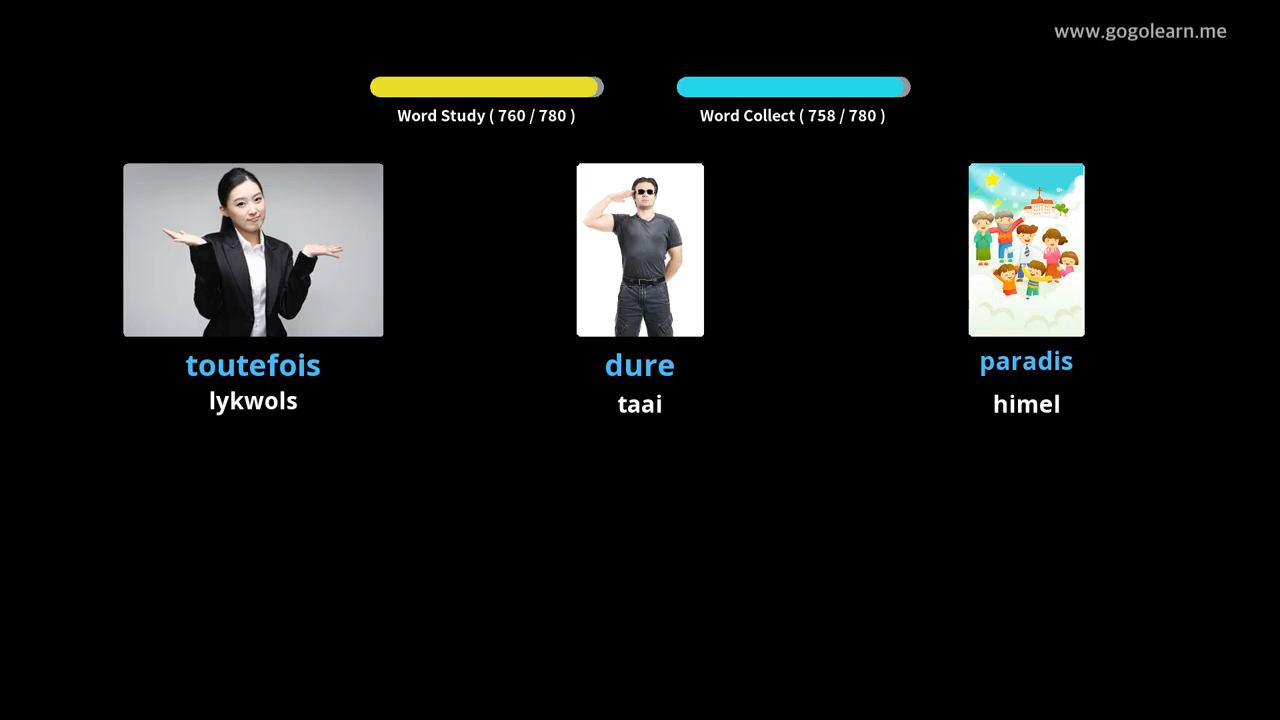 www.gogolearn.me
Word Study ( 760 / 780 )
Word Collect ( 758 / 780 )
toutefois
lykwols
dure
taai
paradis
himel